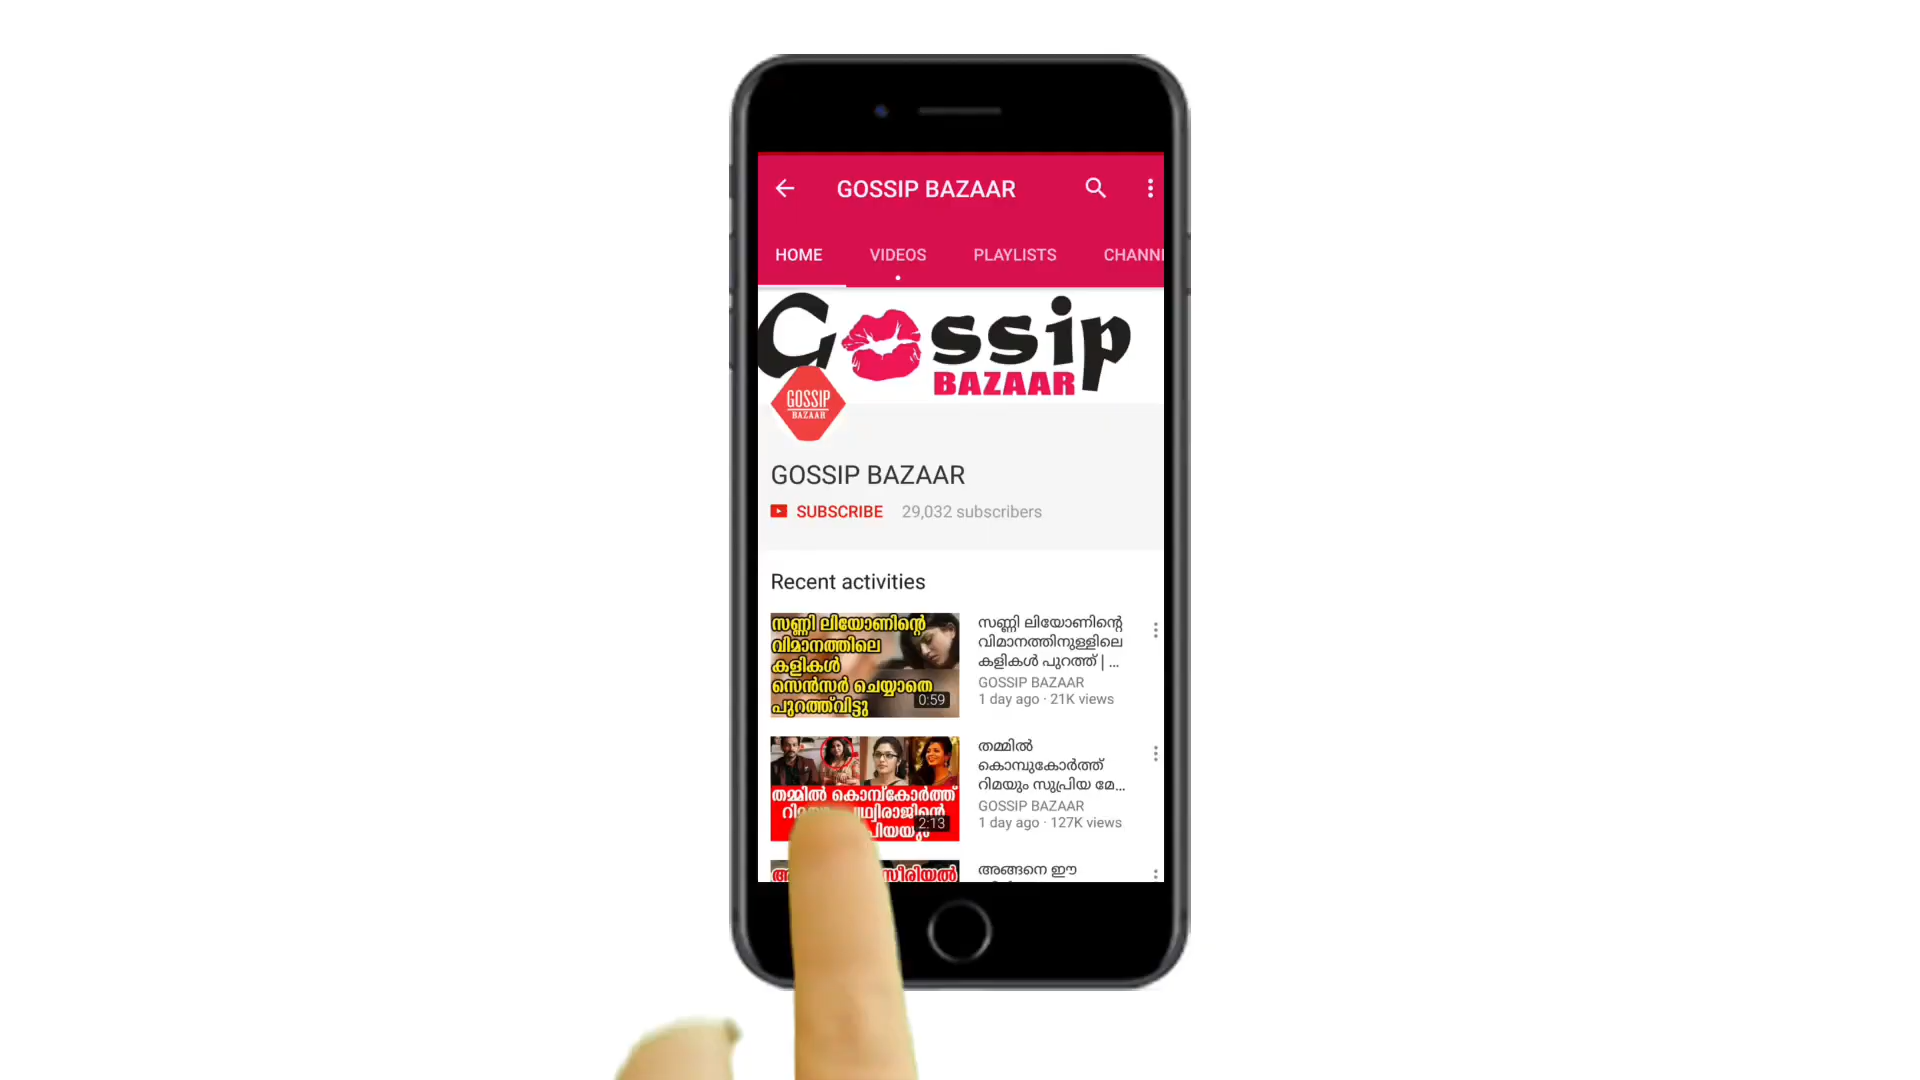 GOSSIP BAZAAR
HOME VIDEOS PLAYLISTS CHANN
Gossip
BAZAAR
GOSSIP
BAZAAR
GOSSIP BAZAAR
SUBSCRIBE 29,032 subscribers
Recent activities
സണ്ണി ലിയോണിന്റെ
വിമാനത്തിലെ
കളികൾ
സെൻസർ ചെയ്യാതെ
പുറത്ത്‌വിട്ടു
0:59
സണ്ണി ലിയോണിന്റെ
വിമാനത്തിനുള്ളിലെ
കളികൾ പുറത്ത് | ...
GOSSIP BAZAAR
1 day ago · 21K views
തമ്മിൽ കൊമ്പ്കോർത്ത്
2:13
തമ്മിൽ
കൊമ്പുകോർത്ത്
റിമയും സുപ്രിയ മേ...
GOSSIP BAZAAR
1 day ago · 127K views
സീരിയൽ
അങ്ങനെ ഈ